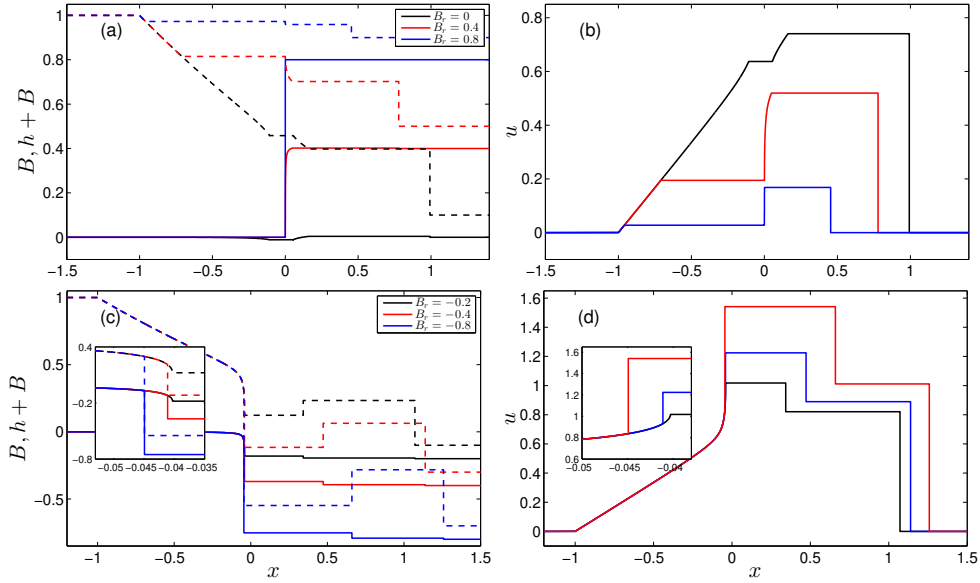 (a)
B_r = 0
B_r = 0.4
B_r = 0.8
B, h + B
1
0.8
0.6
0.4
0.2
0
−1.5 −1 −0.5 0 0.5 1
(b)
u
0.6
0.4
0.2
0
−1.5 −1 −0.5 0 0.5 1
(c)
B_r = −0.2
B_r = −0.4
B_r = −0.8
B, h + B
1
0.5
0
−0.5
0.4
−0.2
−0.8
−0.05 −0.045 −0.04 −0.035
−1 −0.5 0 0.5 1 1.5
x
(d)
u
1.6
1.4
1.2
1
0.8
0.6
0.4
0.2
0
1.6
1.4
1.2
1
0.8
0.6
−0.05 −0.045 −0.04
−1 −0.5 0 0.5 1 1.5
x